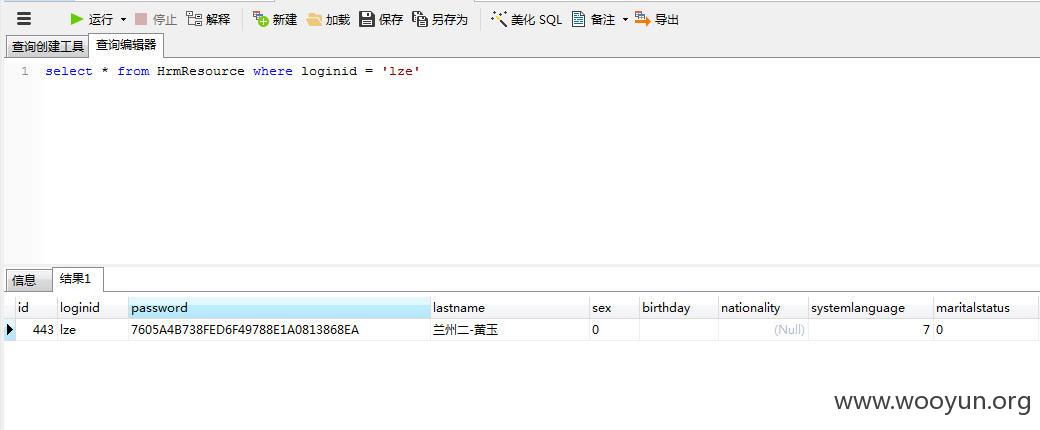 运行 停止 解释 新建 加载 保存 另存为 美化 SQL 备注 导出
查询创建工具 查询编辑器
1 select * from HrmResource where loginid = 'lze'
信息 结果1
id loginid password lastname sex birthday nationality systemlanguage maritalstatus
443 lze 7605A4B738FED6F49788E1A0813868EA 兰州二-黄玉 0 (Null) 7 0
www.wooyun.org